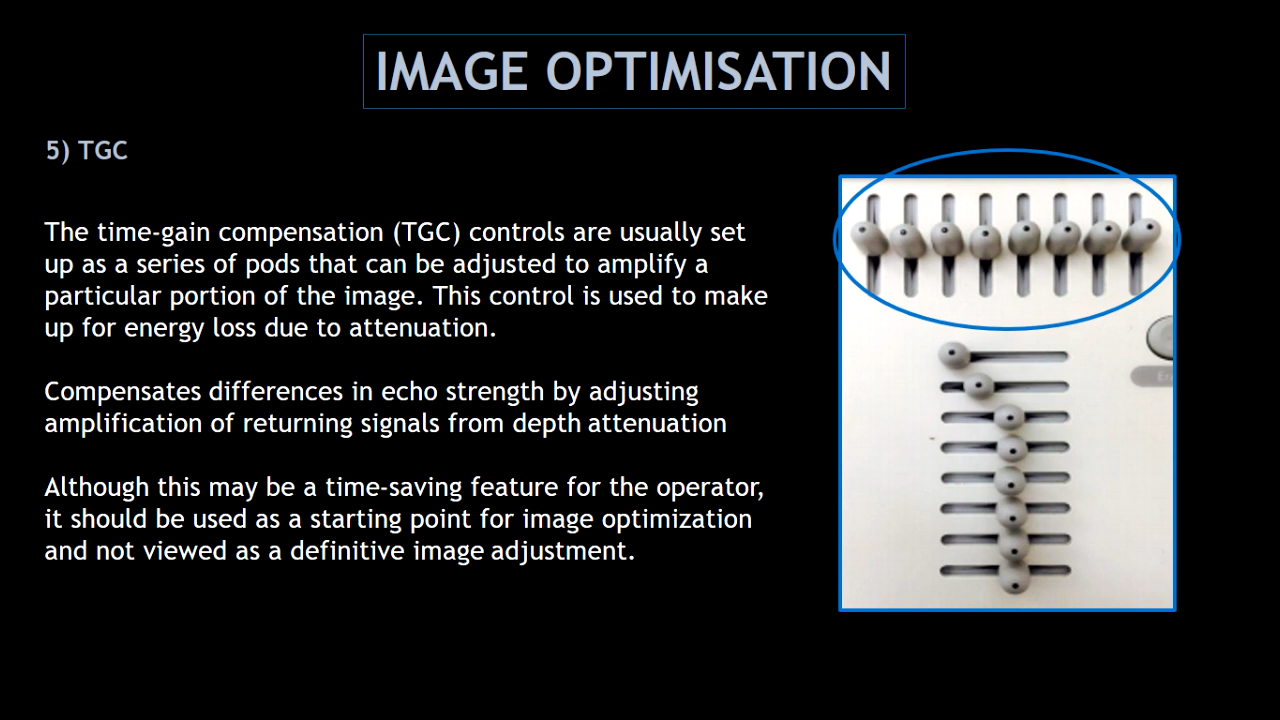 IMAGE OPTIMISATION
5) TGC
The time-gain compensation (TGC) controls are usually set
up as a series of pods that can be adjusted to amplify a
particular portion of the image. This control is used to make
up for energy loss due to attenuation.
Compensates differences in echo strength by adjusting
amplification of returning signals from depth attenuation
Although this may be a time-saving feature for the operator,
it should be used as a starting point for image optimization
and not viewed as a definitive image adjustment.